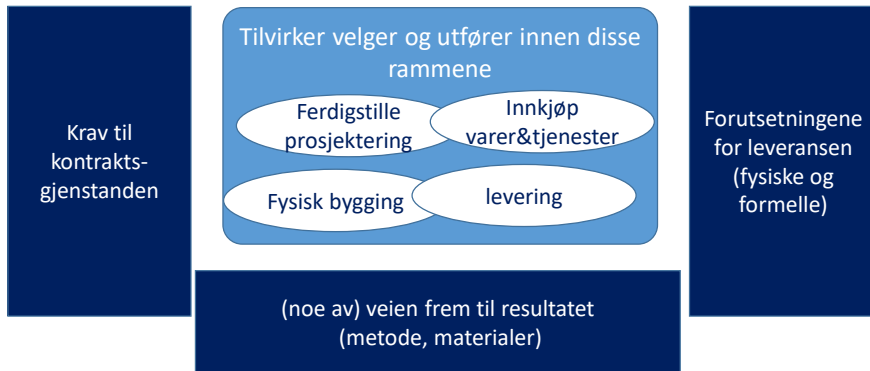 Krav til
kontrakts-
gjenstanden
Tilvirker velger og utfører innen disse
rammene
Ferdigstille
prosjektering
Innkjøp
varer&tjenester
Fysisk bygging
levering
Forutsetningene
for leveransen
(fysiske og
formelle)
(noe av) veien frem til resultatet
(metode, materialer)